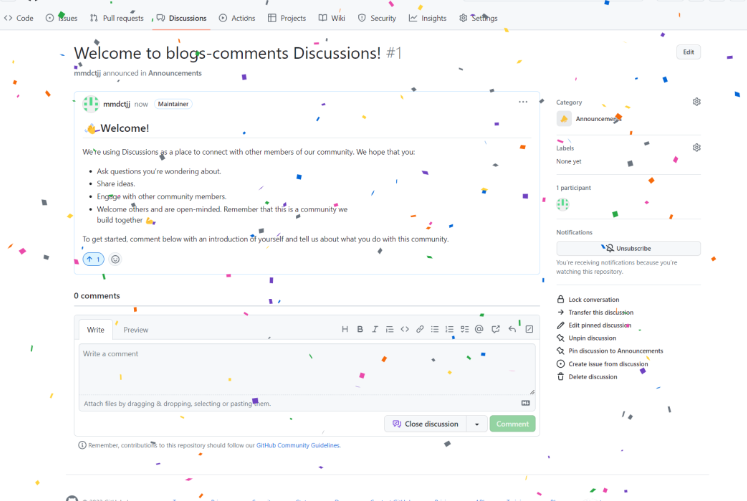 Code Issues Pull requests Discussions Actions Projects Wiki Security Insights Settings
Welcome to blogs-comments Discussions! #1
Edit
mmdctjj announced in Announcements
mmdctjj now Maintainer
Welcome!
We're using Discussions as a place to connect with other members of our community. We hope that you:
Ask questions you're wondering about.
Share ideas.
Engage with other community members.
Welcome others and are open-minded. Remember that this is a community we
build together
To get started, comment below with an introduction of yourself and tell us about what you do with this community.
1
0 comments
Write Preview
Write a comment
Attach files by dragging & dropping, selecting or pasting them.
Close discussion Comment
Remember, contributions to this repository should follow our GitHub Community Guidelines.
Category
Announcements
Labels
None yet
1 participant
Notifications
Unsubscribe
You're receiving notifications because you're
watching this repository.
Lock conversation
Transfer this discussion
Edit pinned discussion
Unpin discussion
Pin discussion to Announcements
Create issue from discussion
Delete discussion